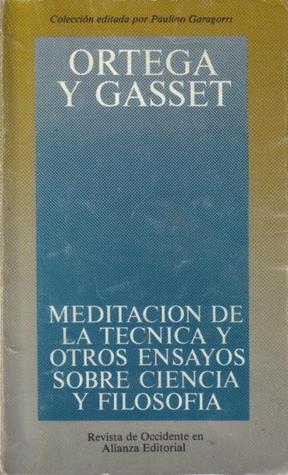 Colección editada por Paulino Garagorri
ORTEGA
Y GASSET
MEDITACION DE
LA TECNICA Y
OTROS ENSAYOS
SOBRE CIENCIA
Y FILOSOFIA
Revista de Occidente en
Alianza Editorial